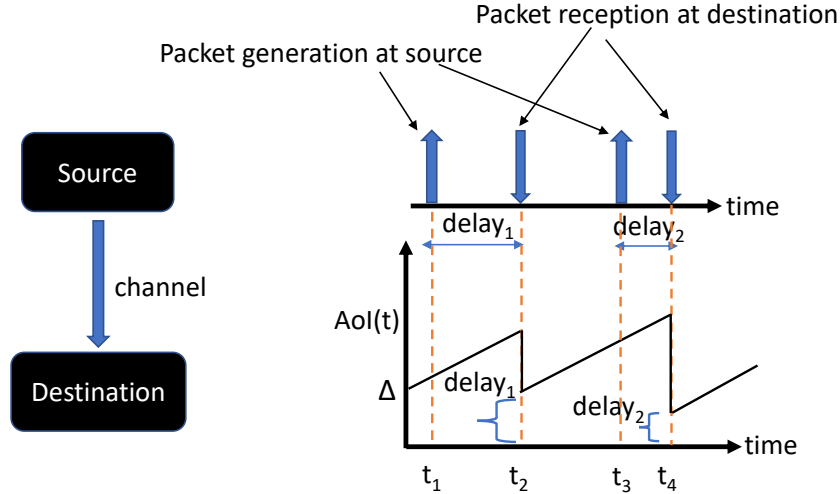 Packet reception at destination
Packet generation at source
Source
channel
Destination
time
delay₁
delay₂
AoI(t)
Δ
delay₁
delay₂
time
t₁
t₂
t₃
t₄